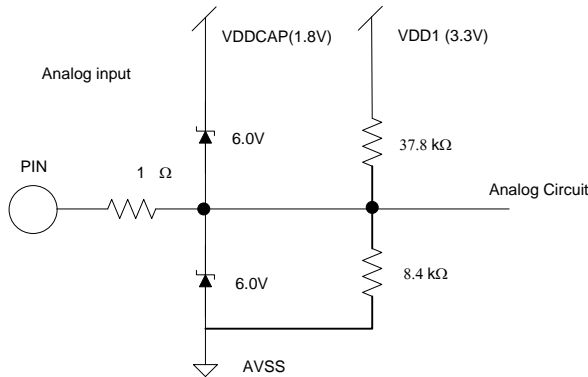 VDDCAP(1.8V)
VDD1 (3.3V)
Analog input
6.0V
37.8 kΩ
PIN
1 Ω
Analog Circuit
6.0V
8.4 kΩ
AVSS